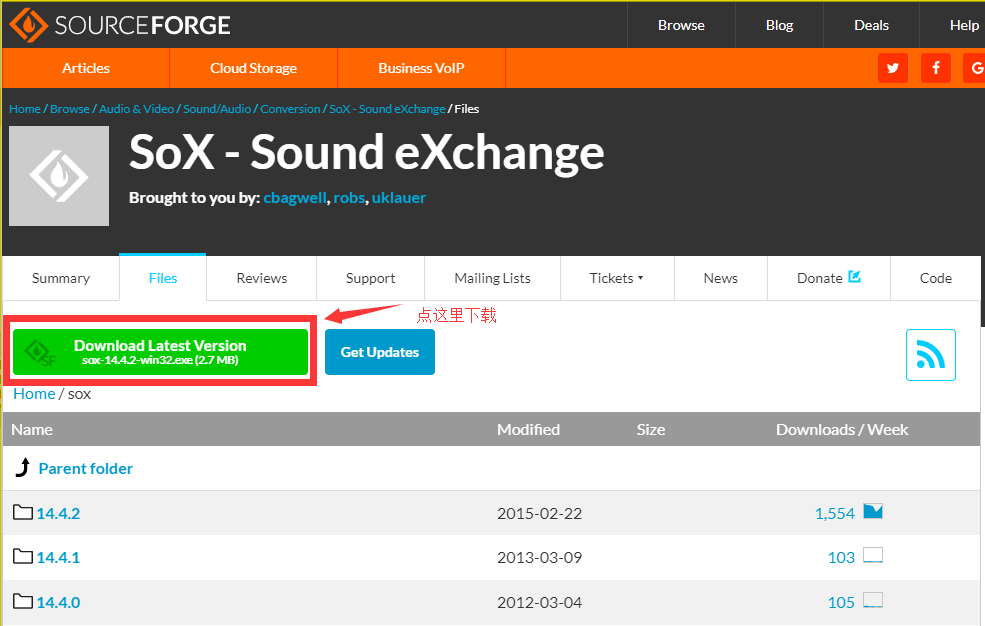 SOURCEFORGE
Browse
Blog
Deals
Help
Articles
Cloud Storage
Business VoIP
Home / Browse / Audio & Video / Sound/Audio / Conversion / SoX - Sound eXchange / Files
SoX - Sound eXchange
Brought to you by: cbagwell, robs, uklauer
Summary
Files
Reviews
Support
Mailing Lists
Tickets
News
Donate
Code
点这里下载
SF
Download Latest Version
sox-14.4.2-win32.exe (2.7 MB)
Get Updates
Home / sox
Name Modified Size Downloads / Week
Parent folder
14.4.2 2015-02-22 1,554
14.4.1 2013-03-09 103
14.4.0 2012-03-04 105